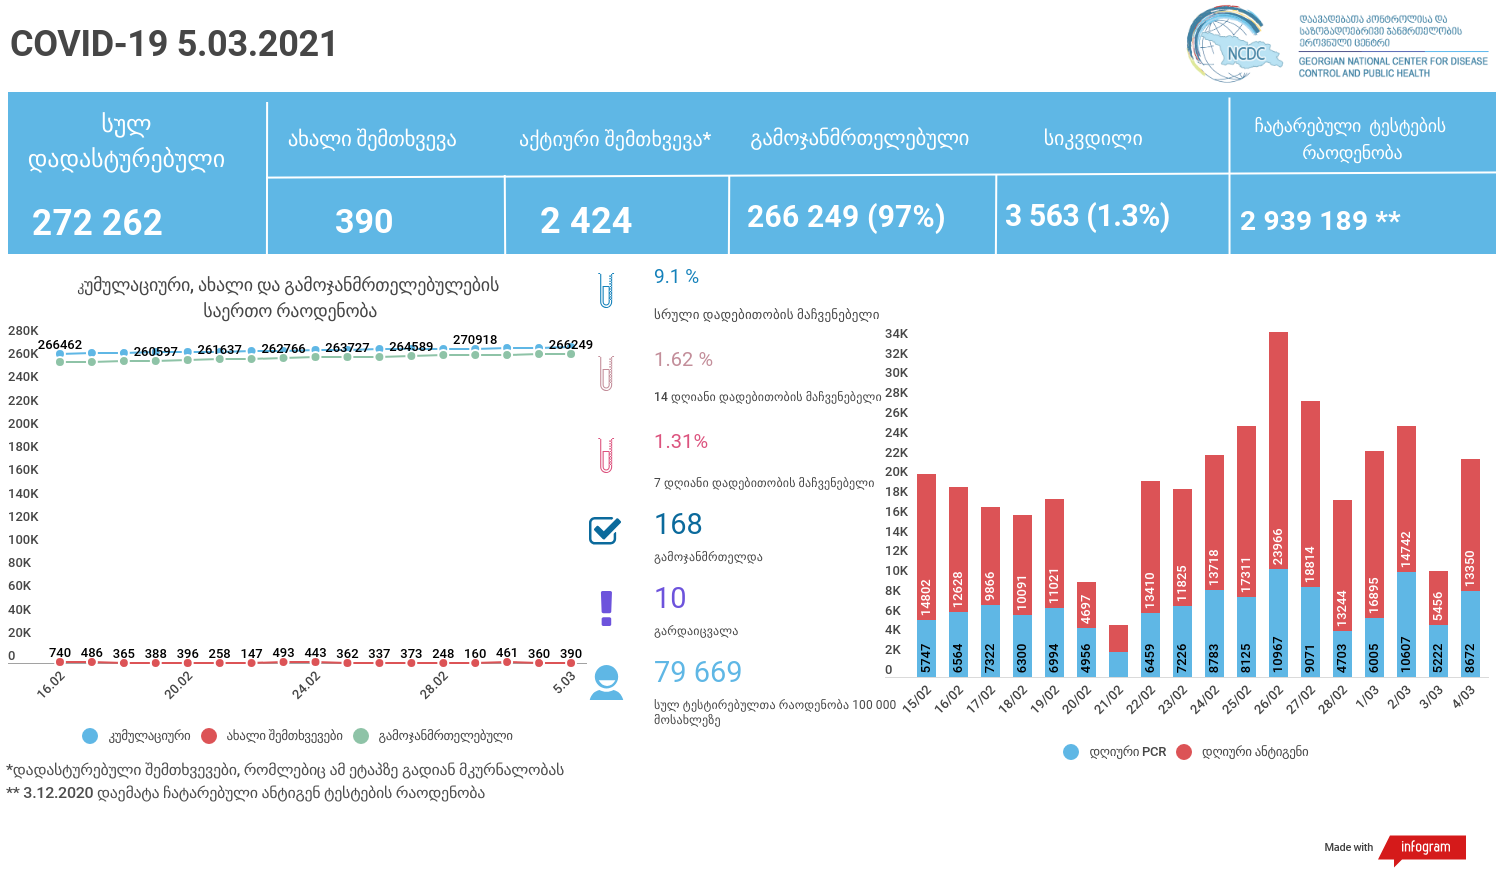 COVID-19 5.03.2021
დაავადებათა კონტროლისა და
საზოგადოებრივი ჯანმრთელობის
ეროვნული ცენტრი
NCDC
GEORGIAN NATIONAL CENTER FOR DISEASE
CONTROL AND PUBLIC HEALTH
სულ
დადასტურებული
272 262
ახალი შემთხვევა
390
აქტიური შემთხვევა*
2 424
გამოჯანმრთელებული
266 249 (97%)
სიკვდილი
3 563 (1.3%)
ჩატარებული ტესტების
რაოდენობა
2 939 189 **
კუმულაციური, ახალი და გამოჯანმრთელებულების
საერთო რაოდენობა
280K
260K
240K
220K
200K
180K
160K
140K
120K
100K
80K
60K
40K
20K
0
266462 260597 261637 262766 263727 264589 270918 266249
740 486 365 388 396 258 147 493 443 362 337 373 248 160 461 360 390
16.02 20.02 24.02 28.02 5.03
კუმულაციური ახალი შემთხვევები გამოჯანმრთელებული
*დადასტურებული შემთხვევები, რომლებიც ამ ეტაპზე გადიან მკურნალობას
** 3.12.2020 დაემატა ჩატარებული ანტიგენ ტესტების რაოდენობა
9.1 %
სრული დადებითობის მაჩვენებელი
1.62 %
14 დღიანი დადებითობის მაჩვენებელი
1.31%
7 დღიანი დადებითობის მაჩვენებელი
168
გამოჯანმრთელდა
10
გარდაიცვალა
79 669
სულ ტესტირებულთა რაოდენობა 100 000
მოსახლეზე
34K
32K
30K
28K
26K
24K
22K
20K
18K
16K
14K
12K
10K
8K
6K
4K
2K
0
14802 12628 9866 10091 11021 4697 13410 11825 13718 17311 23966 18814 13244 16895 14742 5456 13350
5747 6564 7322 6300 6994 4956 6459 7226 8783 8125 10967 9071 4703 6005 10607 5222 8672
15/02 16/02 17/02 18/02 19/02 20/02 21/02 22/02 23/02 24/02 25/02 26/02 27/02 28/02 1/03 2/03 3/03 4/03
დღიური PCR დღიური ანტიგენი
Made with infogram